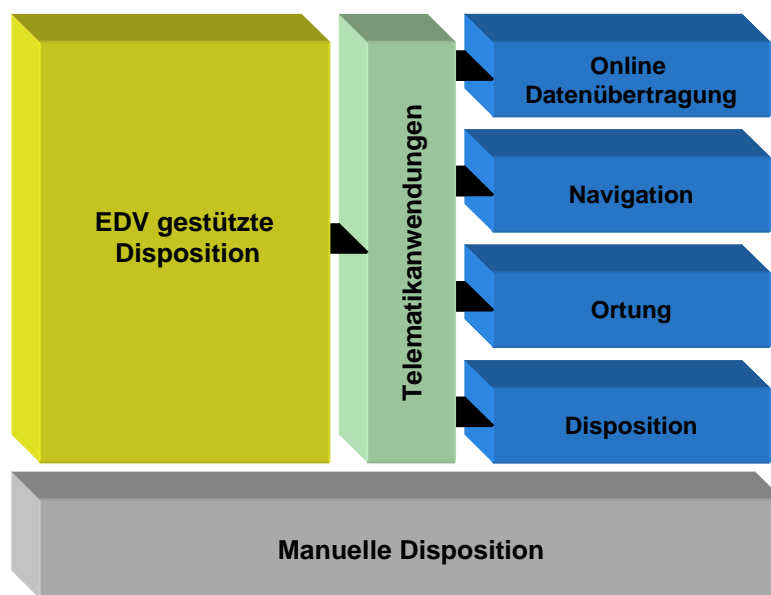 EDV gestützte
Disposition
Telematikanwendungen
Online
Datenübertragung
Navigation
Ortung
Disposition
Manuelle Disposition